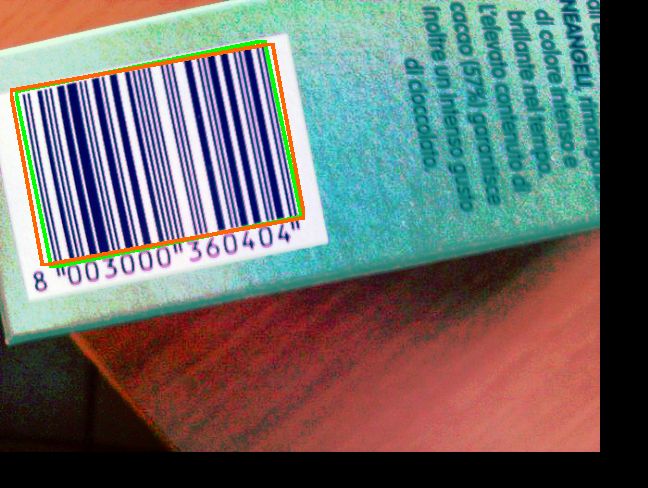 8 "003000"360404"
NEANGELI,
di colore intenso e
brillante nel tempo.
L'elevato contenuto di
cacao (57%) garantisce
inoltre un intenso gusto
di cioccolato.